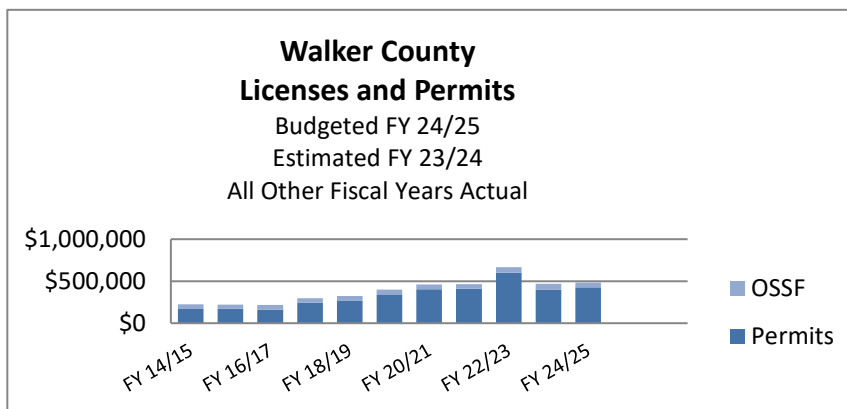 Walker County
Licenses and Permits
Budgeted FY 24/25
Estimated FY 23/24
All Other Fiscal Years Actual
$1,000,000
$500,000
$0
OSSF
Permits
FY 14/15
FY 16/17
FY 18/19
FY 20/21
FY 22/23
FY 24/25